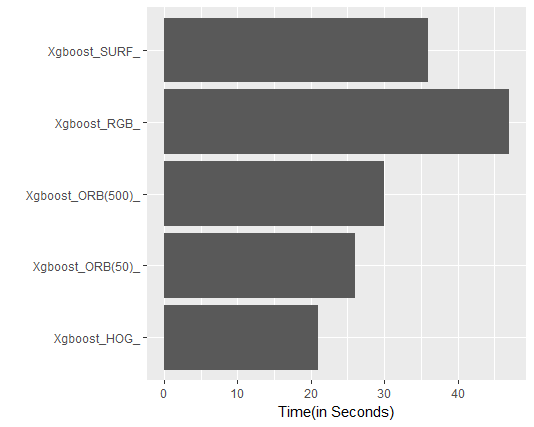 Xgboost_SURF_
Xgboost_RGB_
Xgboost_ORB(500)_
Xgboost_ORB(50)_
Xgboost_HOG_
0 10 20 30 40
Time(in Seconds)